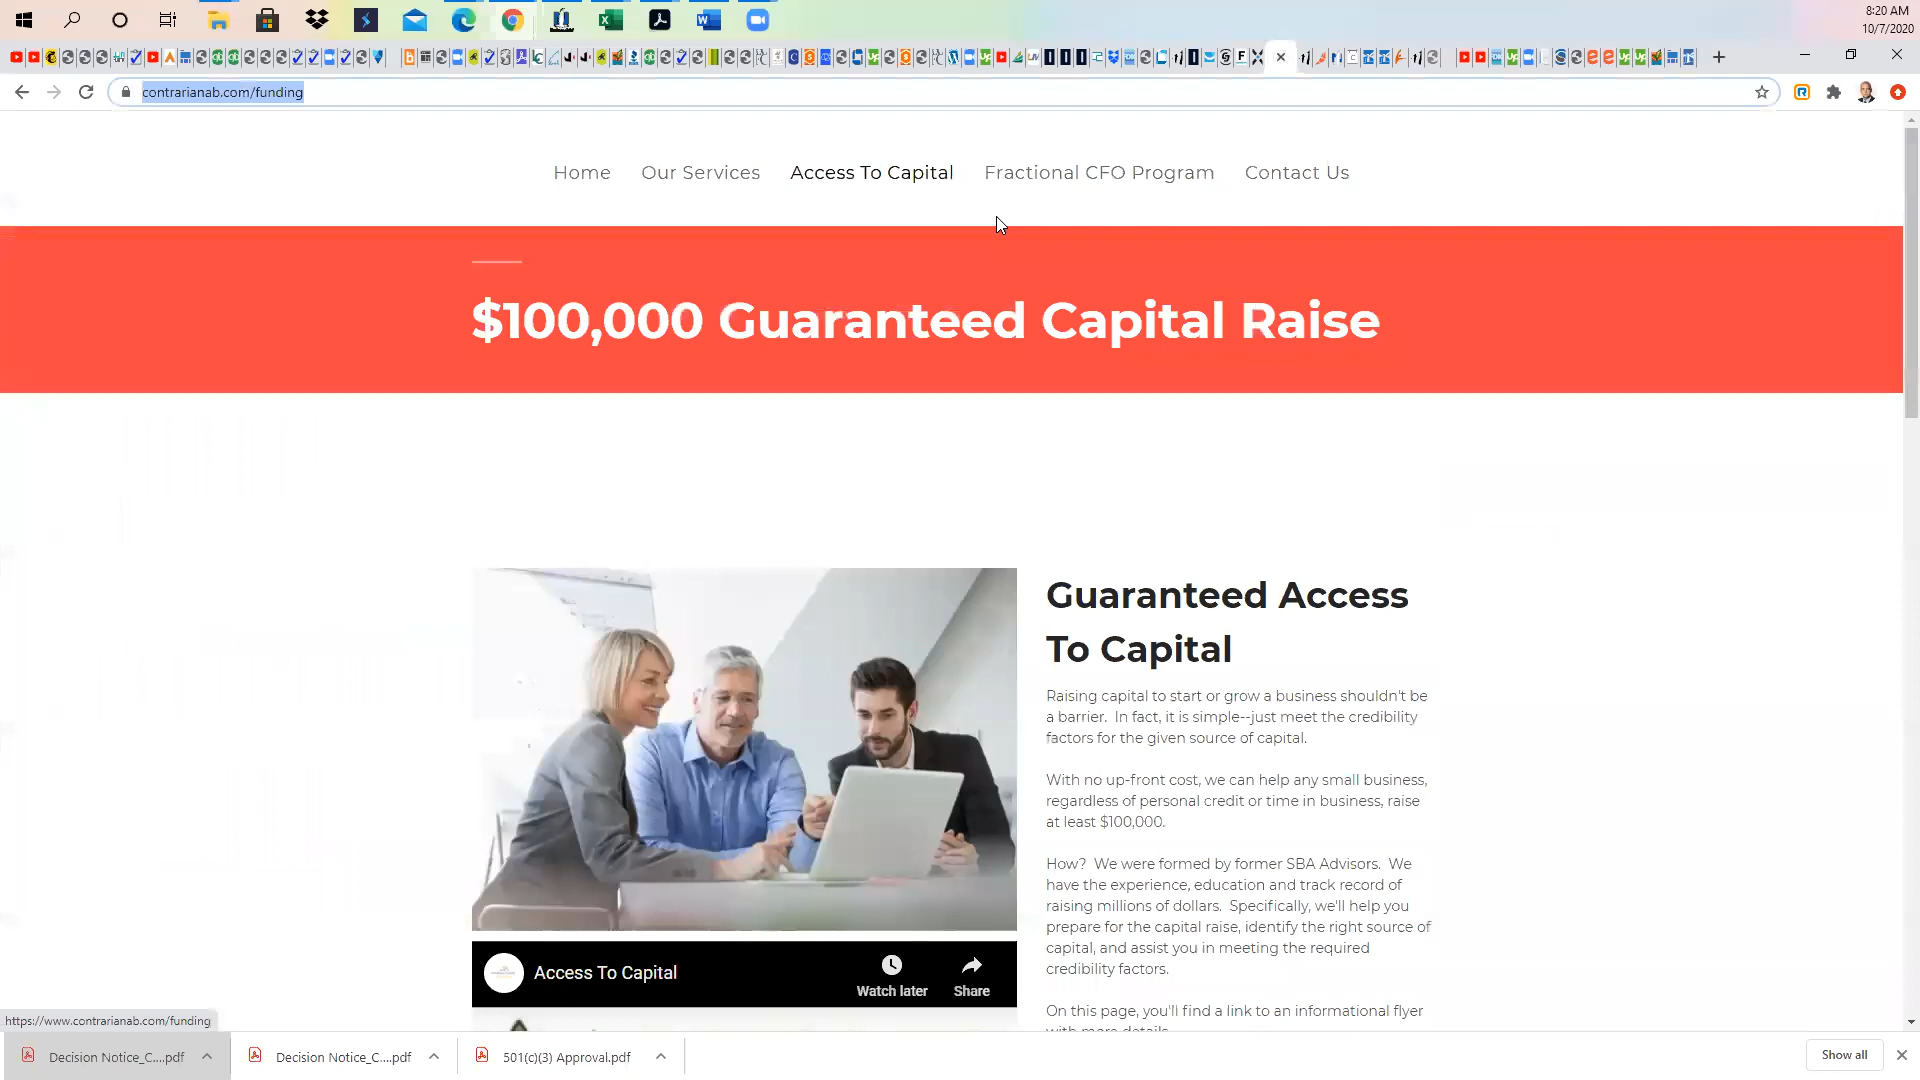 8:20 AM
10/7/2020
contrarianab.com/funding
Home Our Services Access To Capital Fractional CFO Program Contact Us
$100,000 Guaranteed Capital Raise
Guaranteed Access
To Capital
Raising capital to start or grow a business shouldn't be
a barrier. In fact, it is simple--just meet the credibility
factors for the given source of capital.
With no up-front cost, we can help any small business,
regardless of personal credit or time in business, raise
at least $100,000.
How? We were formed by former SBA Advisors. We
have the experience, education and track record of
raising millions of dollars. Specifically, we'll help you
prepare for the capital raise, identify the right source of
capital, and assist you in meeting the required
credibility factors.
On this page, you'll find a link to an informational flyer
with more details
Access To Capital
Watch later Share
https://www.contrarianab.com/funding
Decision Notice_C....pdf Decision Notice_C....pdf 501(c)(3) Approval.pdf Show all